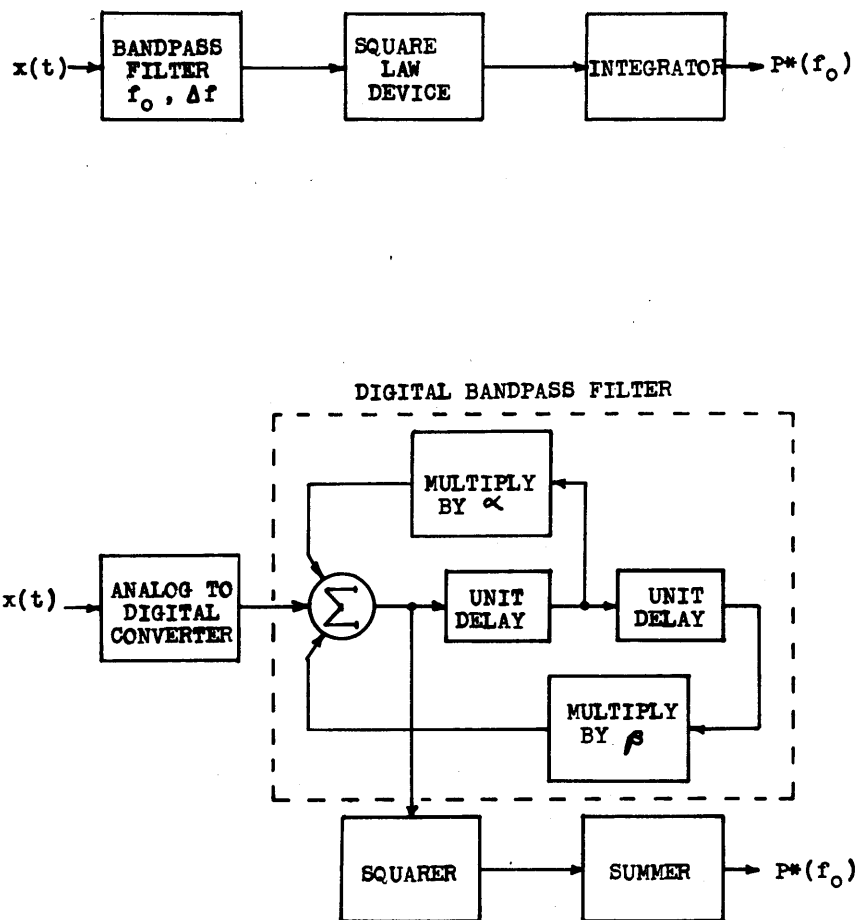 x(t)
BANDPASS
FILTER
f₀ , Δf
SQUARE
LAW
DEVICE
INTEGRATOR
P*(f₀)
DIGITAL BANDPASS FILTER
MULTIPLY
BY α
x(t)
ANALOG TO
DIGITAL
CONVERTER
Σ
UNIT
DELAY
UNIT
DELAY
MULTIPLY
BY β
SQUARER
SUMMER
P*(f₀)